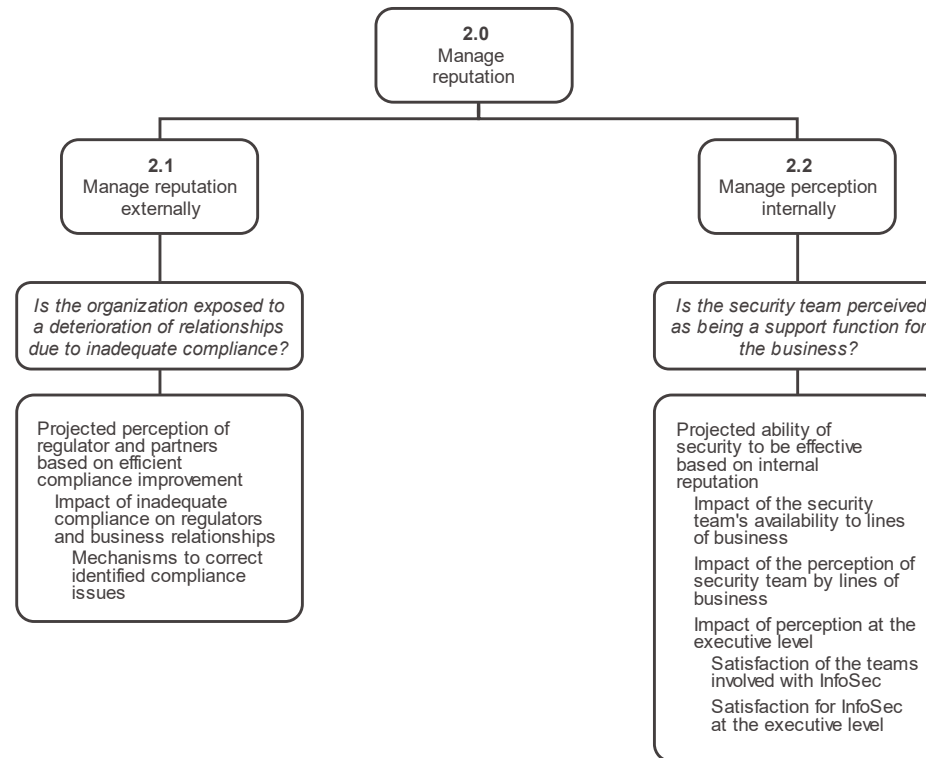 2.0
Manage
reputation
2.1
Manage reputation
externally
2.2
Manage perception
internally
Is the organization exposed to
a deterioration of relationships
due to inadequate compliance?
Is the security team perceived
as being a support function for
the business?
Projected perception of
regulator and partners
based on efficient
compliance improvement
Impact of inadequate
compliance on regulators
and business relationships
Mechanisms to correct
identified compliance
issues
Projected ability of
security to be effective
based on internal
reputation
Impact of the security
team's availability to lines
of business
Impact of the perception of
security team by lines of
business
Impact of perception at the
executive level
Satisfaction of the teams
involved with InfoSec
Satisfaction for InfoSec
at the executive level